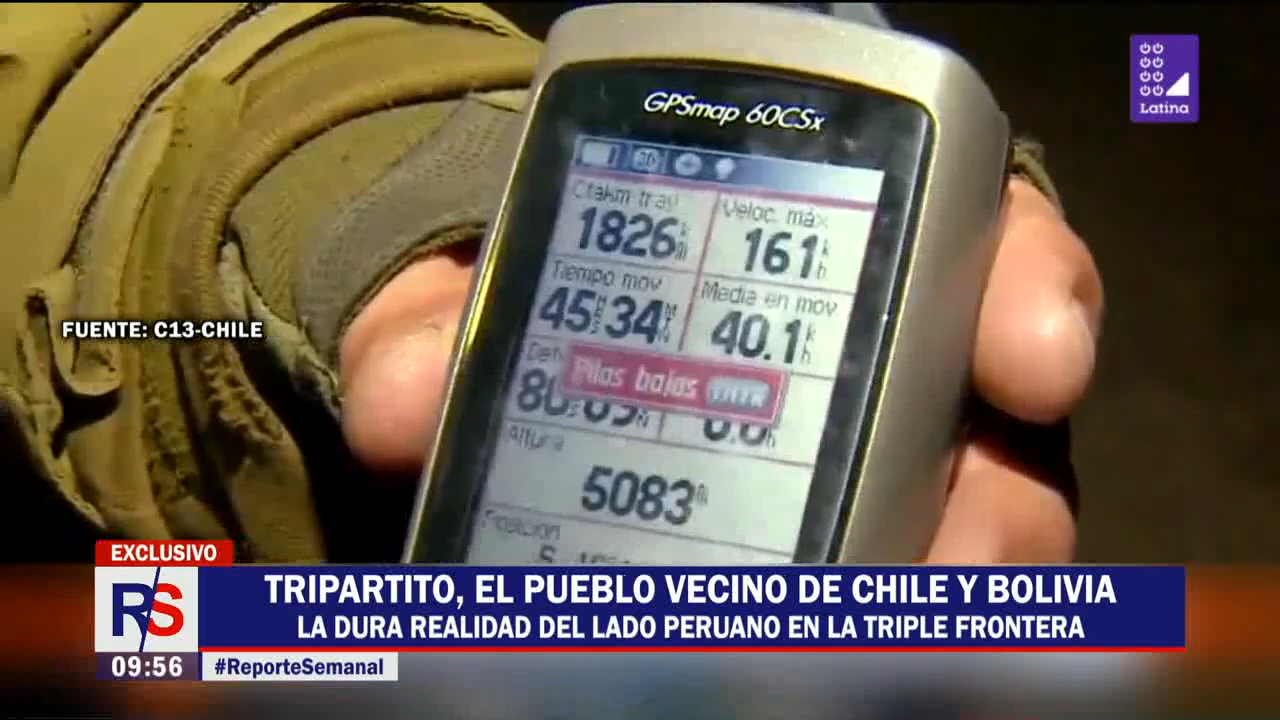 Latina
GPSmap 60CSx
Veloc. máx
1826 km
161 k/h
Tiempo mov
Media en mov
45 34
40.1 k/h
Pilas bajas
Altura
5083 m
Posición
S
FUENTE: C13-CHILE
EXCLUSIVO
RS
TRIPARTITO, EL PUEBLO VECINO DE CHILE Y BOLIVIA
LA DURA REALIDAD DEL LADO PERUANO EN LA TRIPLE FRONTERA
09:56
#ReporteSemanal